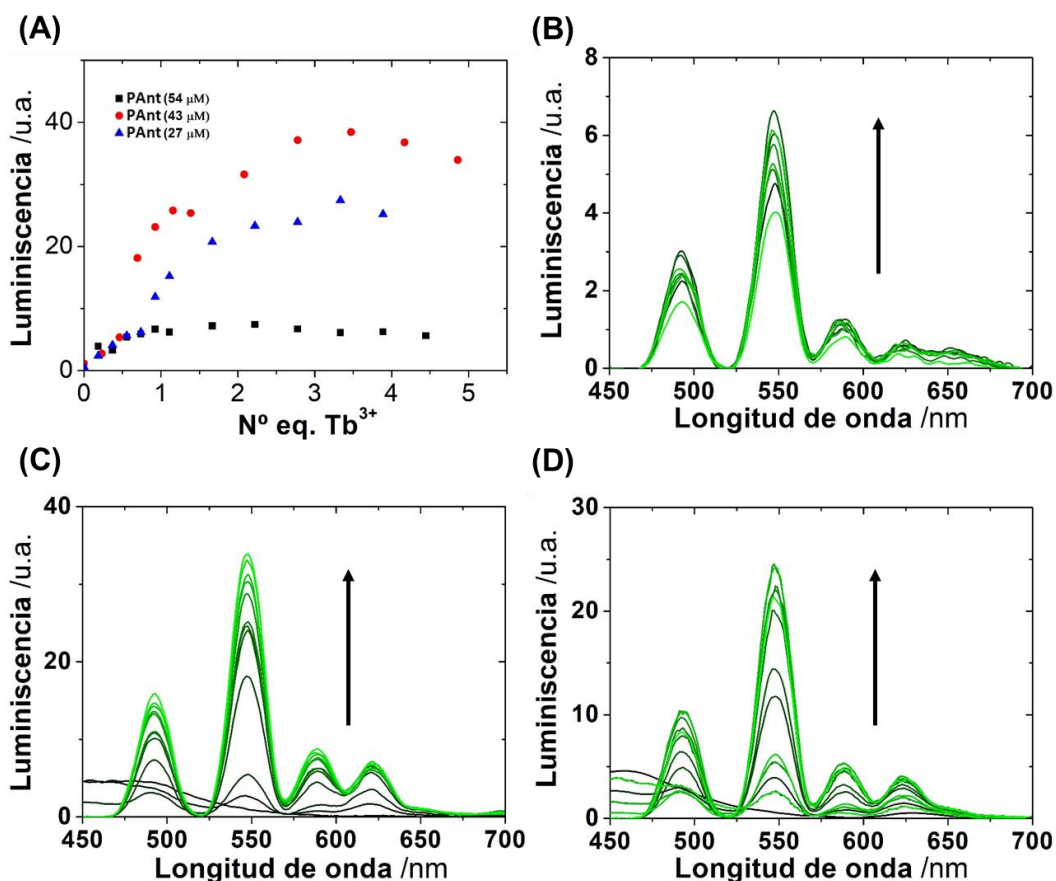 (A)
Luminiscencia /u.a.
40
20
0
PAnt (54 μM)
PAnt (43 μM)
PAnt (27 μM)
0 1 2 3 4 5
Nº eq. Tb³⁺
(B)
Luminiscencia /u.a.
8
6
4
2
0
450 500 550 600 650 700
Longitud de onda /nm
(C)
Luminiscencia /u.a.
40
20
0
450 500 550 600 650 700
Longitud de onda /nm
(D)
Luminiscencia /u.a.
30
20
10
0
450 500 550 600 650 700
Longitud de onda /nm